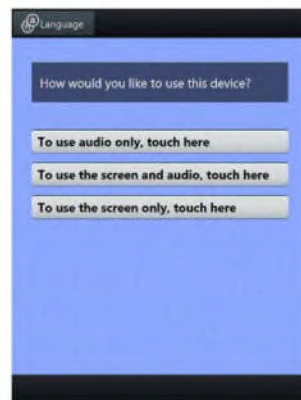 Language
How would you like to use this device?
To use audio only, touch here
To use the screen and audio, touch here
To use the screen only, touch here